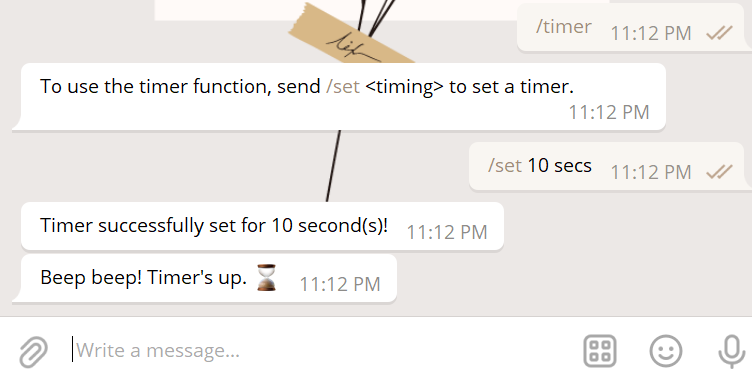 /timer 11:12 PM
To use the timer function, send /set <timing> to set a timer.
11:12 PM
/set 10 secs 11:12 PM
Timer successfully set for 10 second(s)! 11:12 PM
Beep beep! Timer's up. ⌛ 11:12 PM
Write a message...